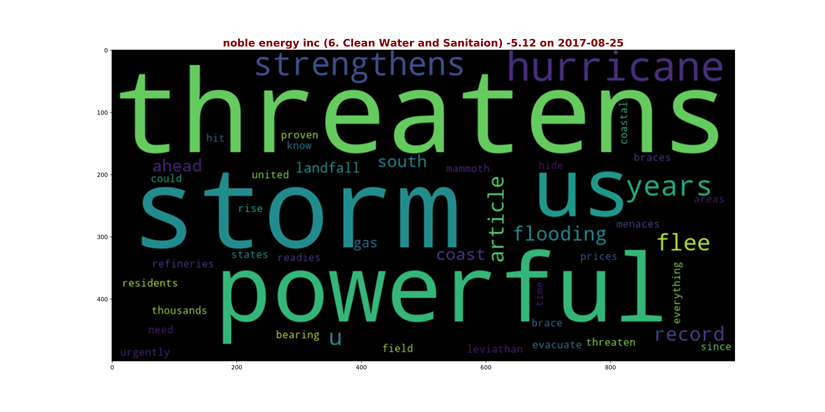 noble energy inc (6. Clean Water and Sanitaion) -5.12 on 2017-08-25
0
100
200
300
400
0 200 400 600 800
strengthens hurricane
threatens
hit proven know coastal
braces
ahead landfall south mammoth hide
could united
storm us years
article areas
rise menaces
gas flooding flee
states readies coast prices
refineries
residents powerful everything
thousands time
need bearing u brace record
urgently field leviathan evacuate threaten since